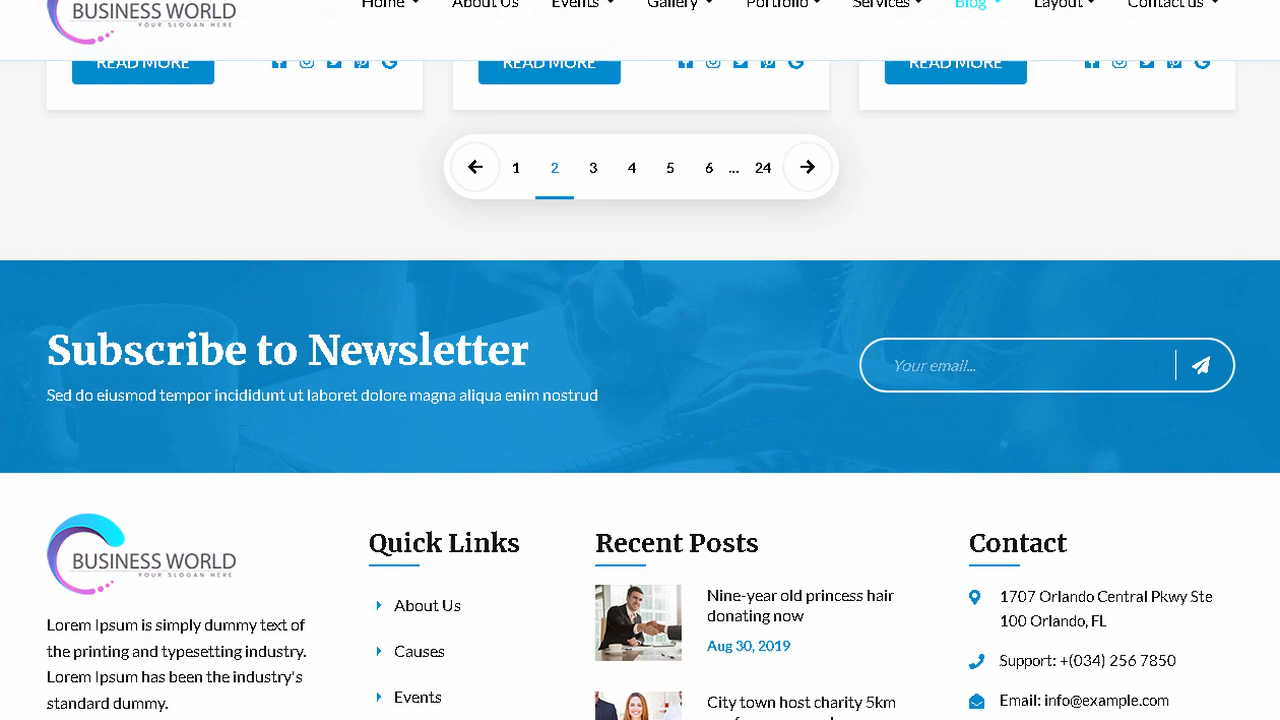 BUSINESS WORLD
YOUR SLOGAN HERE
Home About Us Events Gallery Portfolio Services Blog Layout Contact us
READ MORE READ MORE READ MORE
1 2 3 4 5 6 ... 24
Subscribe to Newsletter
Sed do eiusmod tempor incididunt ut laboret dolore magna aliqua enim nostrud
Your email...
BUSINESS WORLD
YOUR SLOGAN HERE
Lorem Ipsum is simply dummy text of
the printing and typesetting industry.
Lorem Ipsum has been the industry's
standard dummy.
Quick Links
About Us
Causes
Events
Recent Posts
Nine-year old princess hair
donating now
Aug 30, 2019
City town host charity 5km
Contact
1707 Orlando Central Pkwy Ste
100 Orlando, FL
Support: +(034) 256 7850
Email: info@example.com